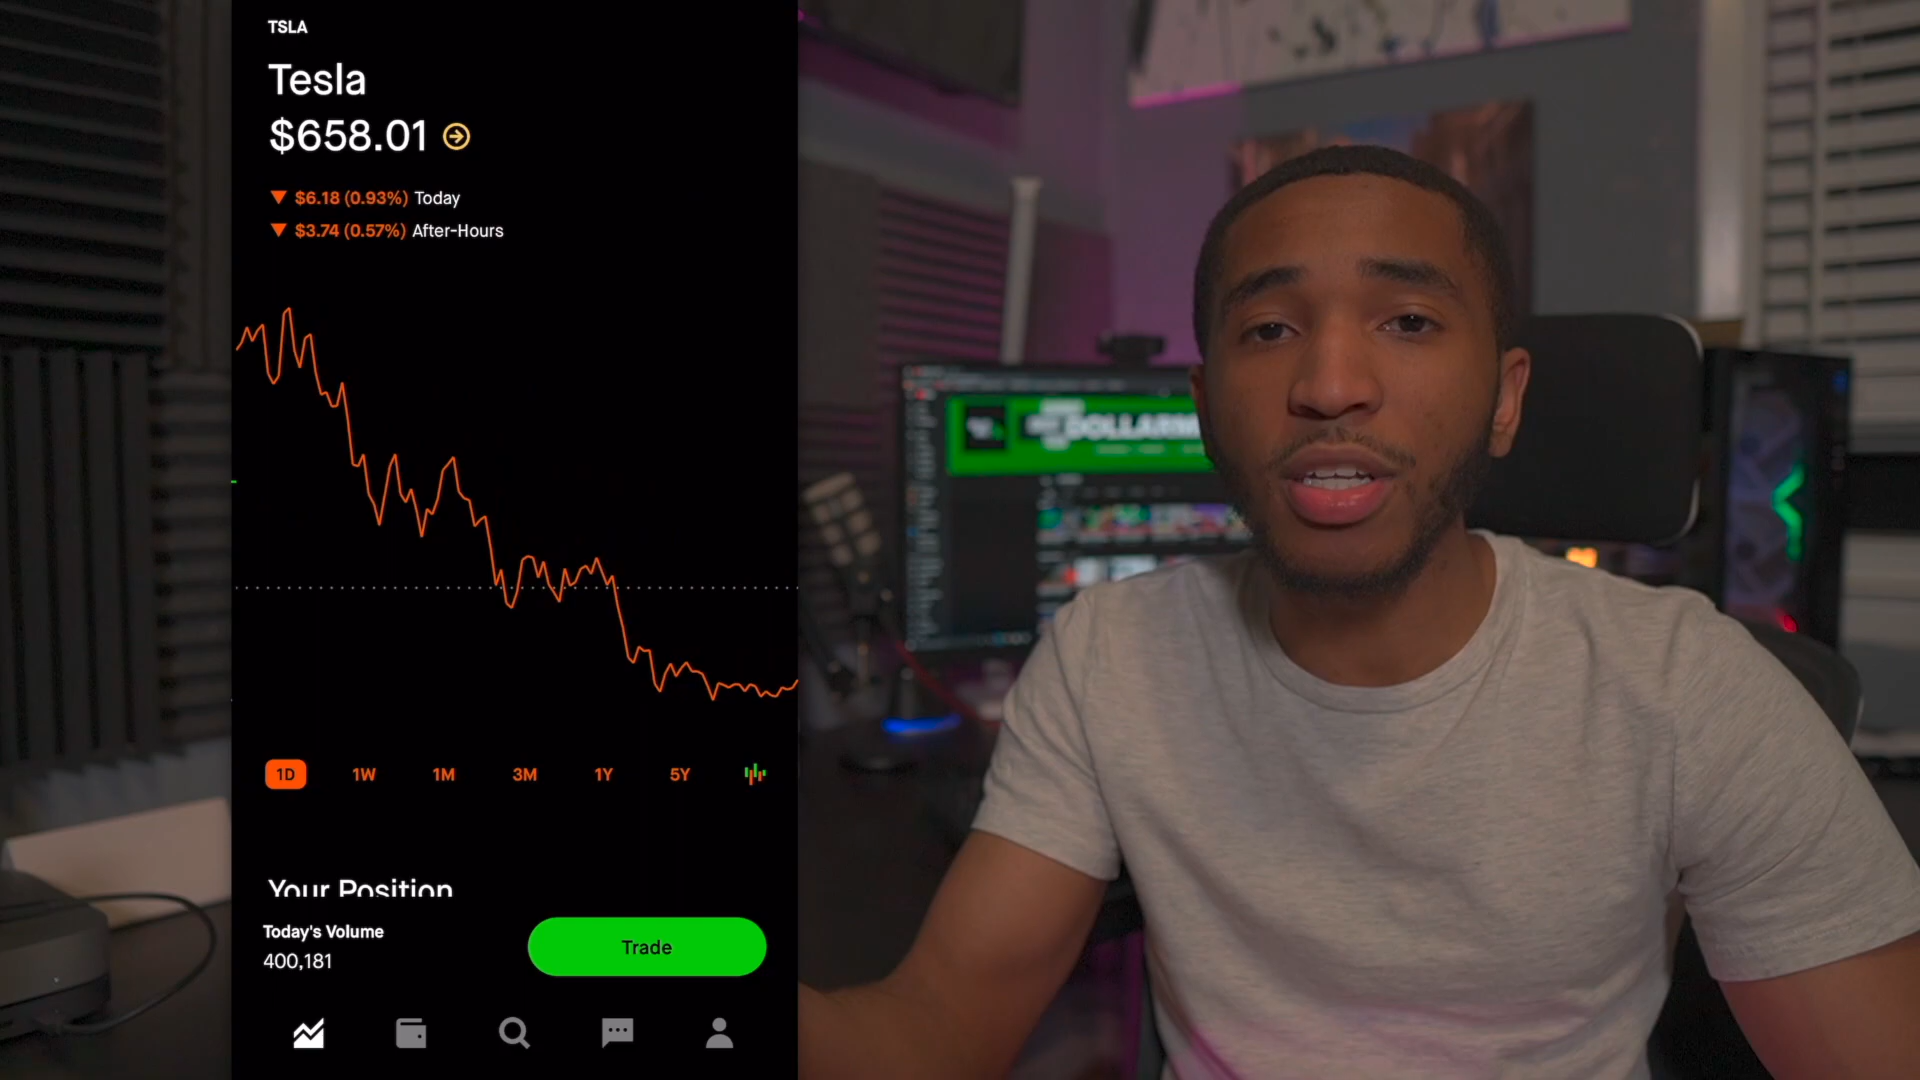 TSLA
Tesla
$658.01
$6.18 (0.93%) Today
$3.74 (0.57%) After-Hours
1D 1W 1M 3M 1Y 5Y
Your Position
Today's Volume
400,181
Trade